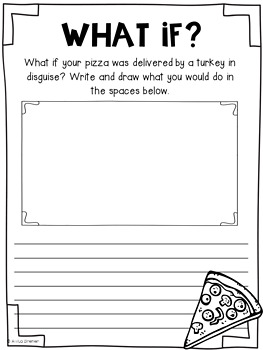 WHAT iF?
What if your pizza was delivered by a turkey in
disguise? Write and draw what you would do in
the spaces below.